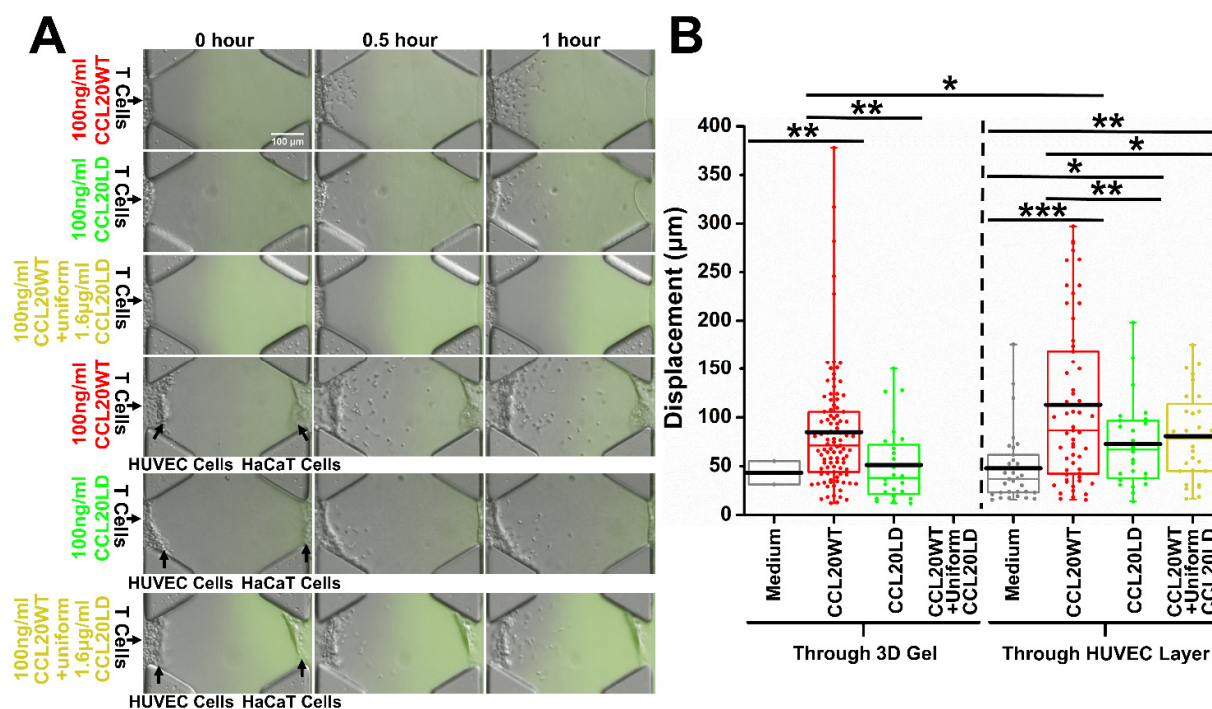 A
0 hour
0.5 hour
1 hour
100ng/ml
CCL20WT
T Cells
100 μm
100ng/ml
CCL20LD
T Cells
100ng/ml
CCL20WT
+uniform
1.6μg/ml
CCL20LD
T Cells
100ng/ml
CCL20WT
T Cells
HUVEC Cells
HaCaT Cells
100ng/ml
CCL20LD
T Cells
HUVEC Cells
HaCaT Cells
100ng/ml
CCL20WT
+uniform
1.6μg/ml
CCL20LD
T Cells
HUVEC Cells
HaCaT Cells
B
*
**
**
**
*
*
**
***
Displacement (μm)
400
350
300
250
200
150
100
50
0
Medium
CCL20WT
CCL20LD
CCL20WT
+Uniform
CCL20LD
Medium
CCL20WT
CCL20LD
CCL20WT
+Uniform
CCL20LD
Through 3D Gel
Through HUVEC Layer